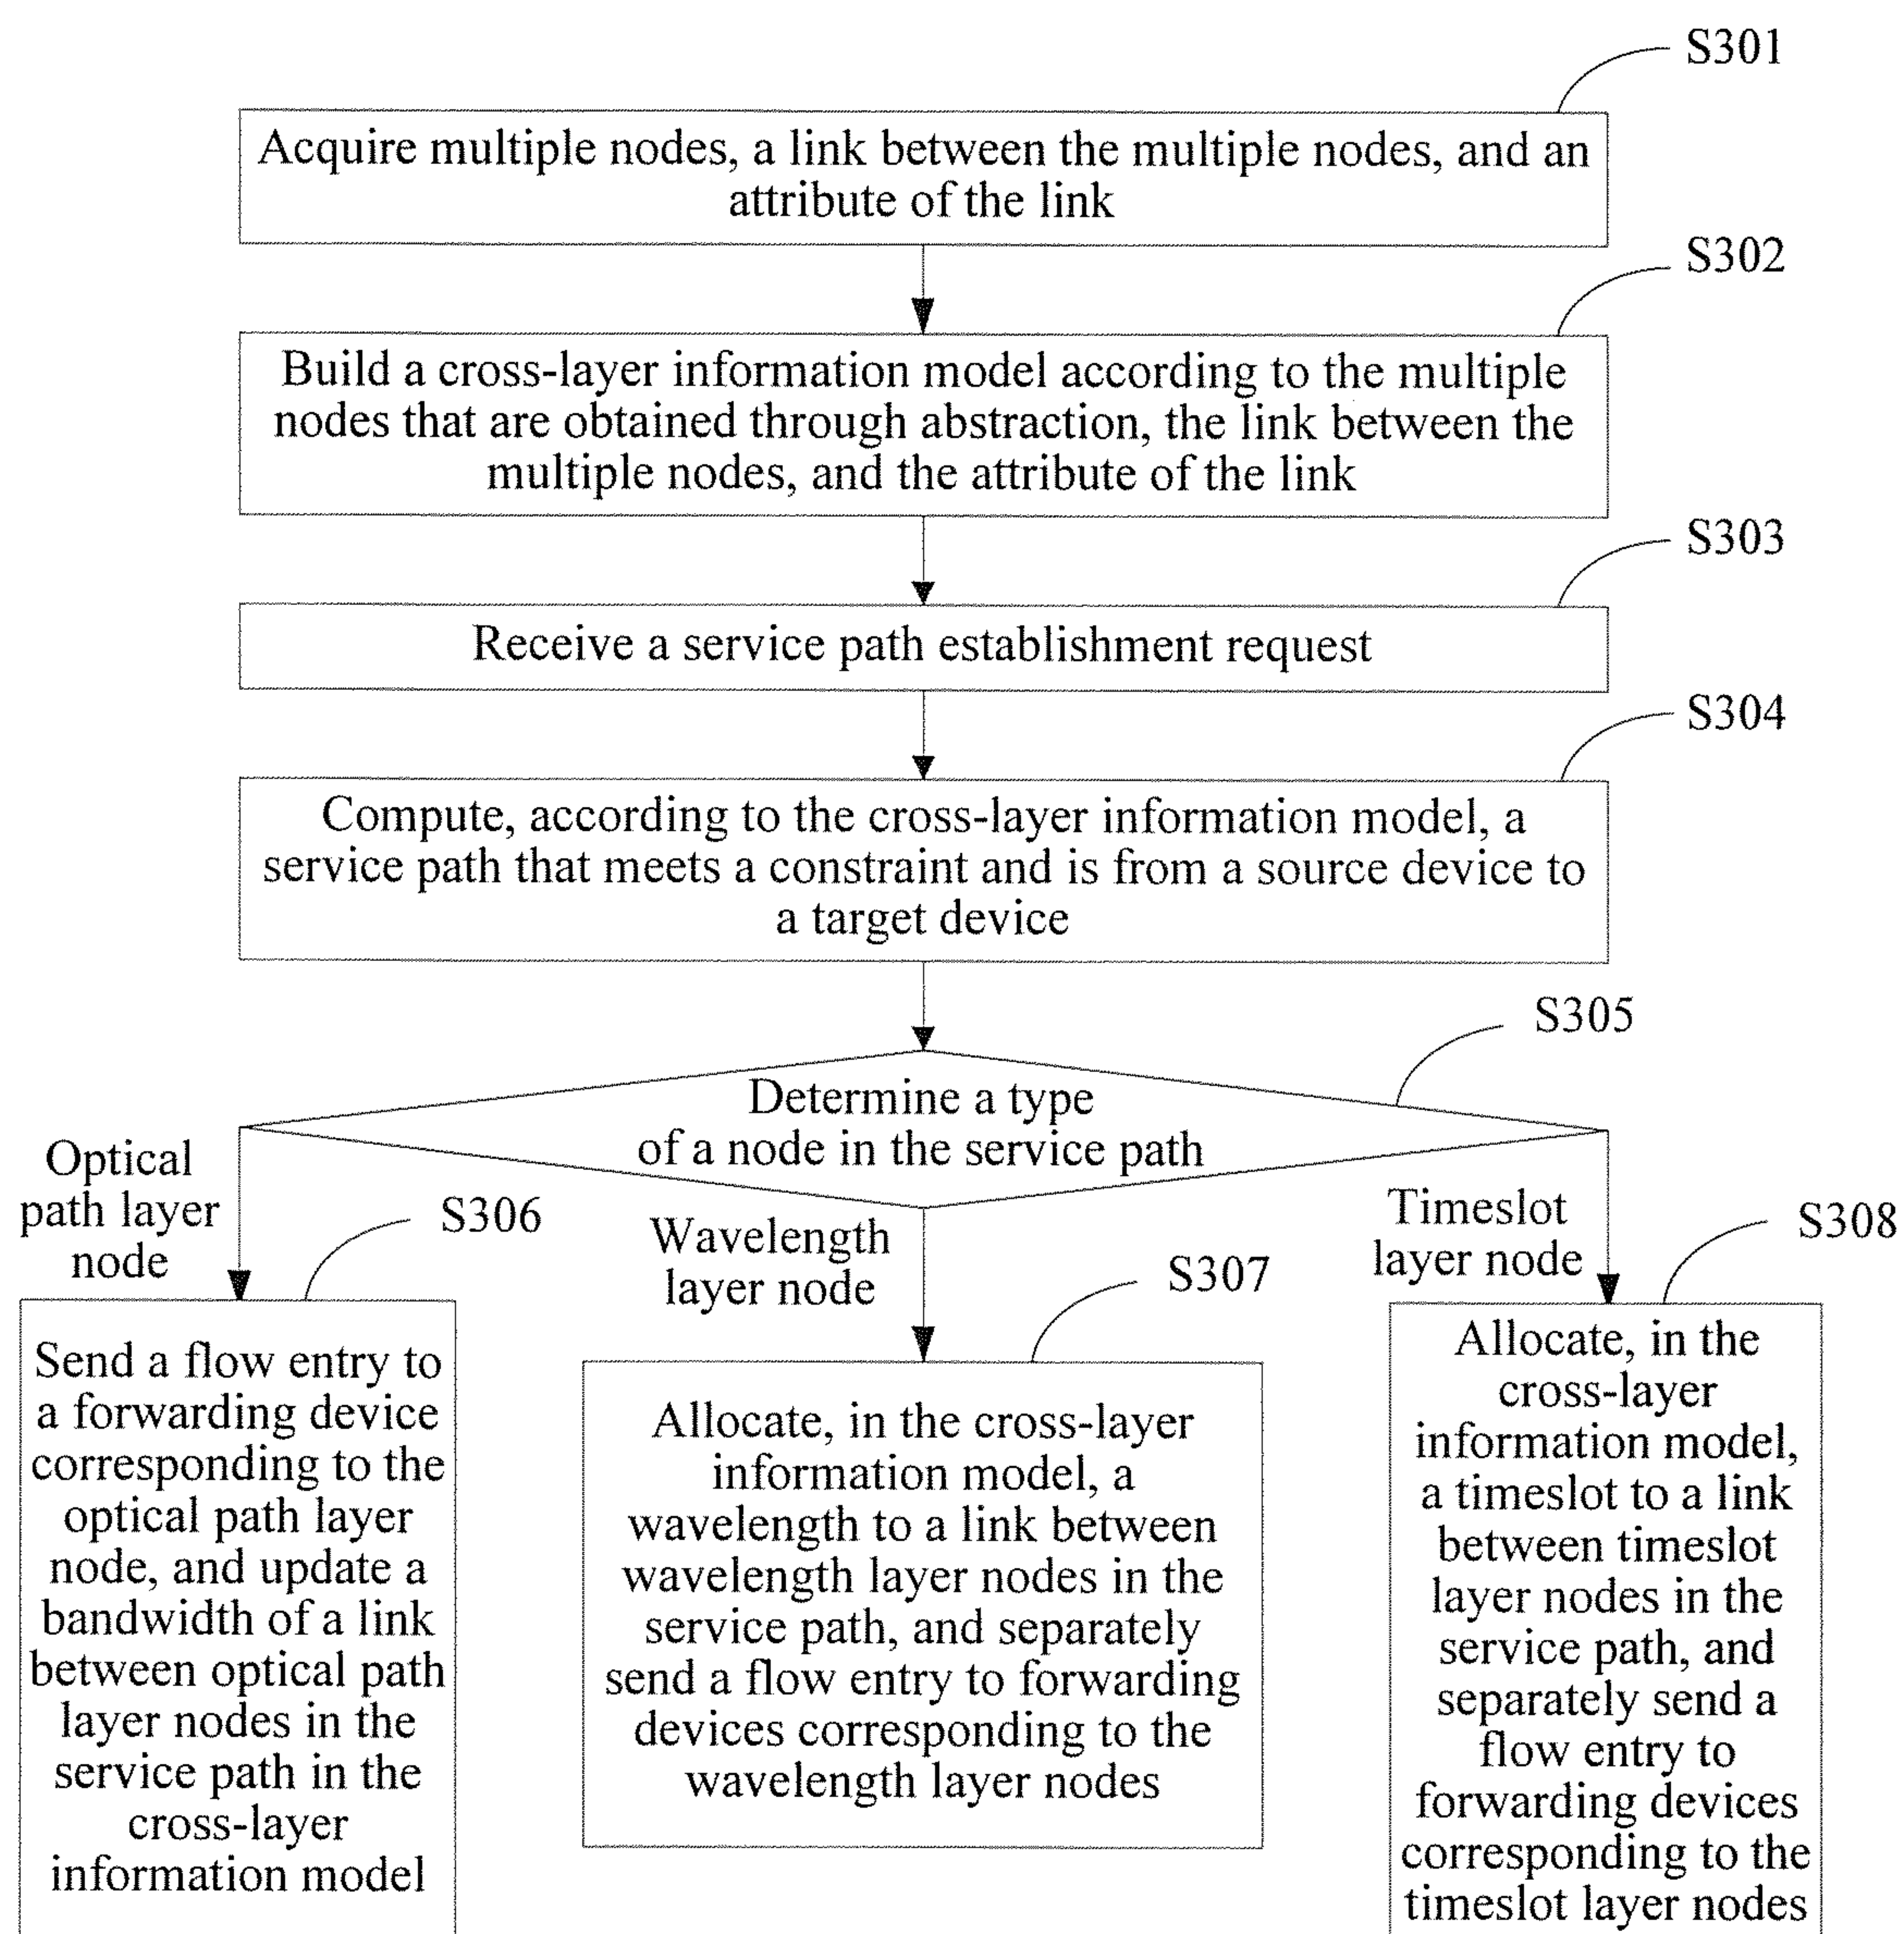 S301
Acquire multiple nodes, a link between the multiple nodes, and an
attribute of the link
S302
Build a cross-layer information model according to the multiple
nodes that are obtained through abstraction, the link between the
multiple nodes, and the attribute of the link
S303
Receive a service path establishment request
S304
Compute, according to the cross-layer information model, a
service path that meets a constraint and is from a source device to
a target device
S305
Determine a type
of a node in the service path
Optical
path layer
node
S306
Send a flow entry to
a forwarding device
corresponding to the
optical path layer
node, and update a
bandwidth of a link
between optical path
layer nodes in the
service path in the
cross-layer
information model
Wavelength
layer node
S307
Allocate, in the cross-layer
information model, a
wavelength to a link between
wavelength layer nodes in the
service path, and separately
send a flow entry to forwarding
devices corresponding to the
wavelength layer nodes
Timeslot
layer node
S308
Allocate, in the
cross-layer
information model,
a timeslot to a link
between timeslot
layer nodes in the
service path, and
separately send a
flow entry to
forwarding devices
corresponding to the
timeslot layer nodes